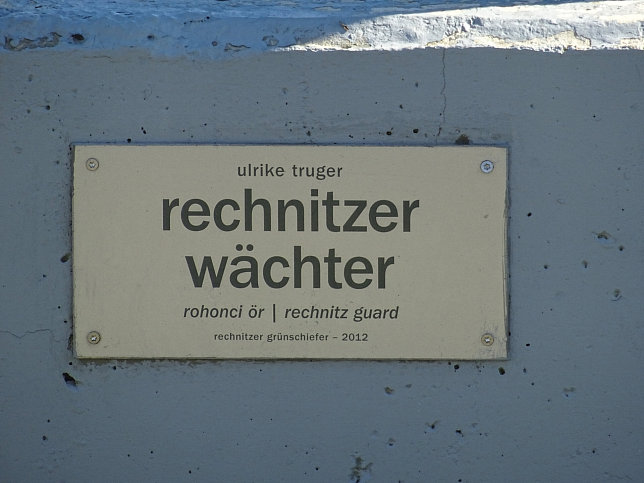 ulrike truger
rechnitzer
wächter
rohonci ör | rechnitz guard
rechnitzer grünschiefer – 2012